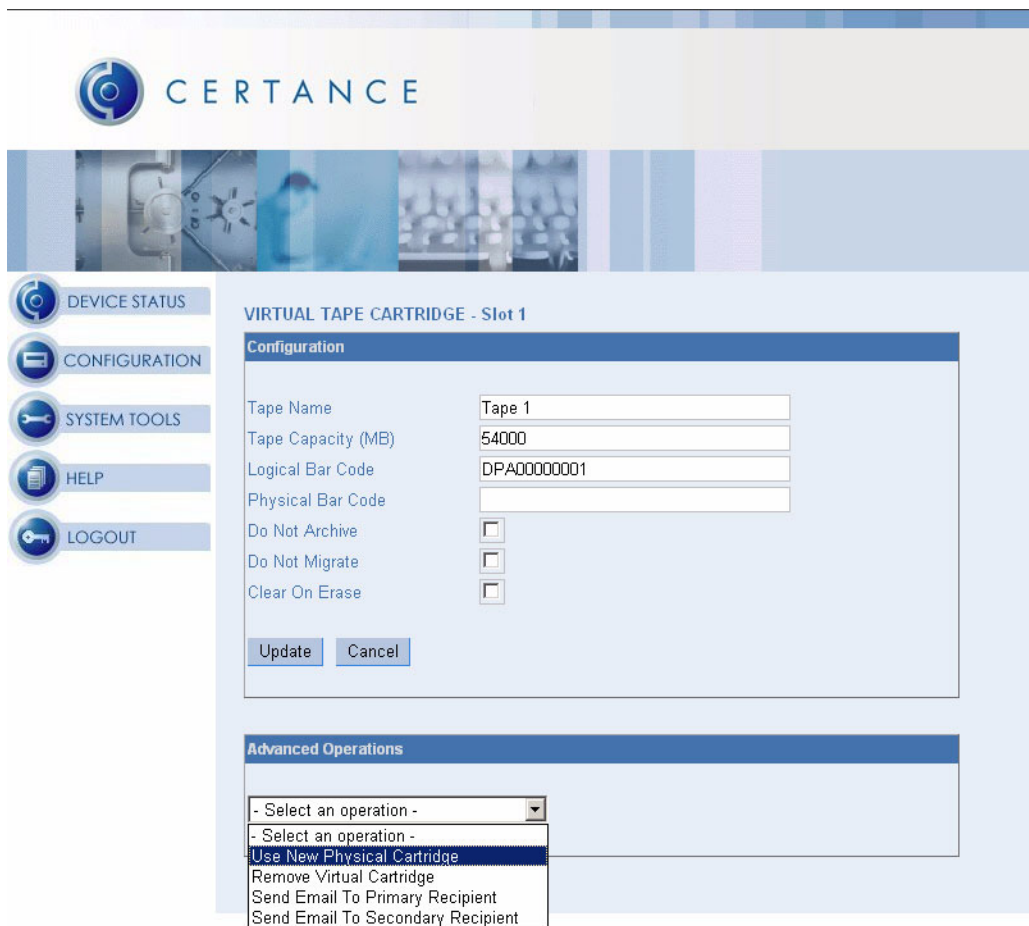 CERTANCE
DEVICE STATUS
CONFIGURATION
SYSTEM TOOLS
HELP
LOGOUT
VIRTUAL TAPE CARTRIDGE - Slot 1
Configuration
Tape Name Tape 1
Tape Capacity (MB) 54000
Logical Bar Code DPA00000001
Physical Bar Code
Do Not Archive
Do Not Migrate
Clear On Erase
Update Cancel
Advanced Operations
- Select an operation -
- Select an operation -
Use New Physical Cartridge
Remove Virtual Cartridge
Send Email To Primary Recipient
Send Email To Secondary Recipient